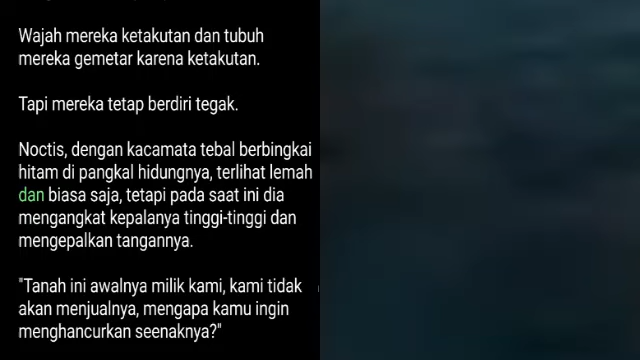 Wajah mereka ketakutan dan tubuh
mereka gemetar karena ketakutan.
Tapi mereka tetap berdiri tegak.
Noctis, dengan kacamata tebal berbingkai
hitam di pangkal hidungnya, terlihat lemah
dan biasa saja, tetapi pada saat ini dia
mengangkat kepalanya tinggi-tinggi dan
mengepalkan tangannya.
"Tanah ini awalnya milik kami, kami tidak
akan menjualnya, mengapa kamu ingin
menghancurkan seenaknya?"